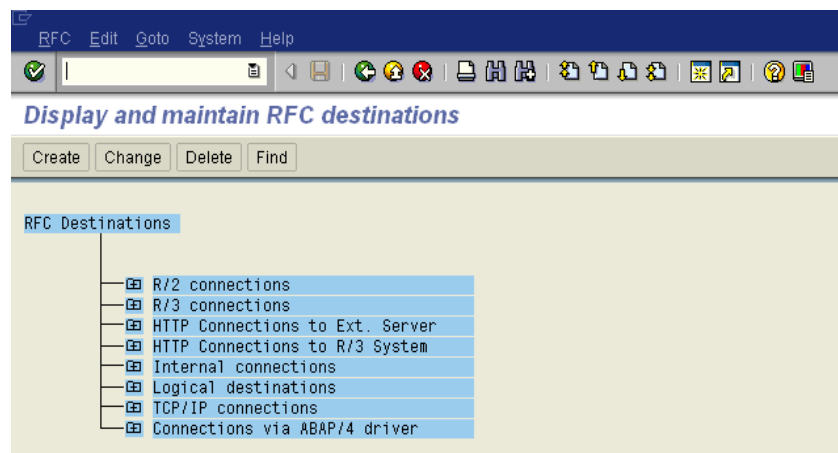 RFC Edit Goto System Help
Display and maintain RFC destinations
Create Change Delete Find
RFC Destinations
R/2 connections
R/3 connections
HTTP Connections to Ext. Server
HTTP Connections to R/3 System
Internal connections
Logical destinations
TCP/IP connections
Connections via ABAP/4 driver